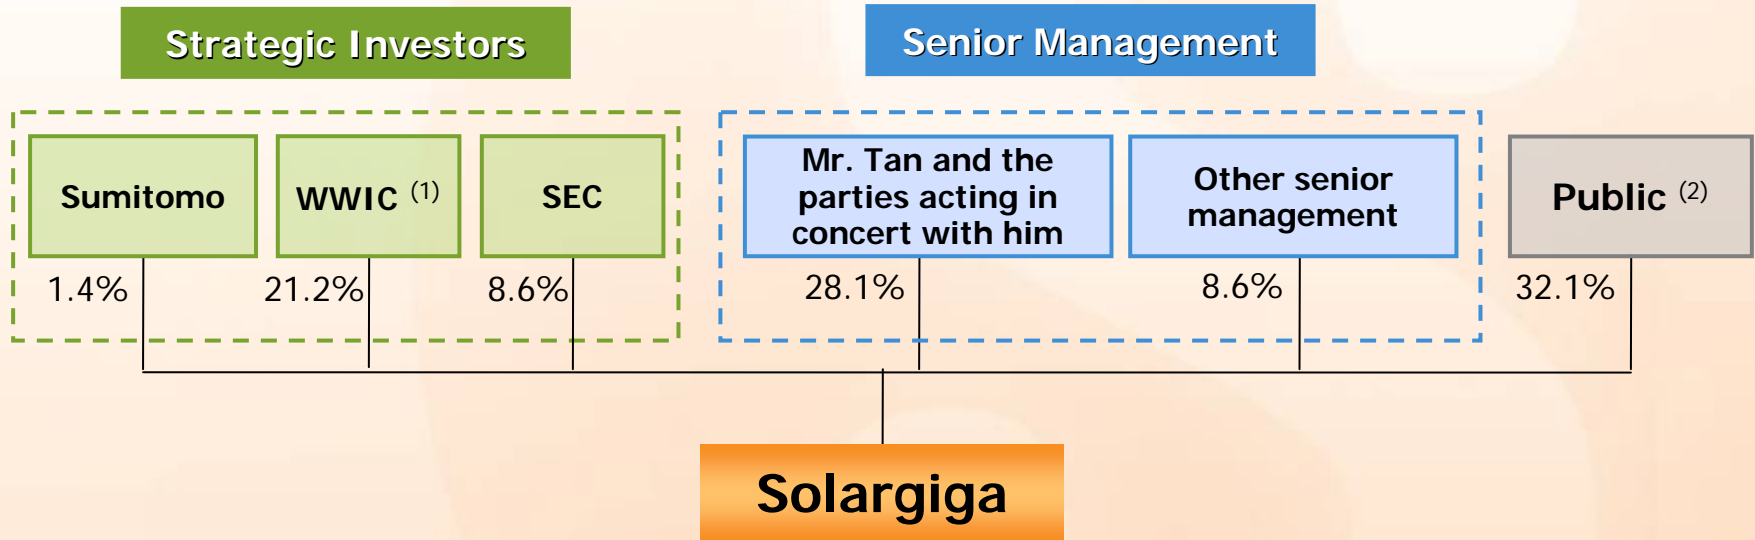 Strategic Investors
Senior Management
Sumitomo
WWIC (1)
SEC
Mr. Tan and the
parties acting in
concert with him
Other senior
management
Public (2)
1.4%
21.2%
8.6%
28.1%
8.6%
32.1%
Solargiga